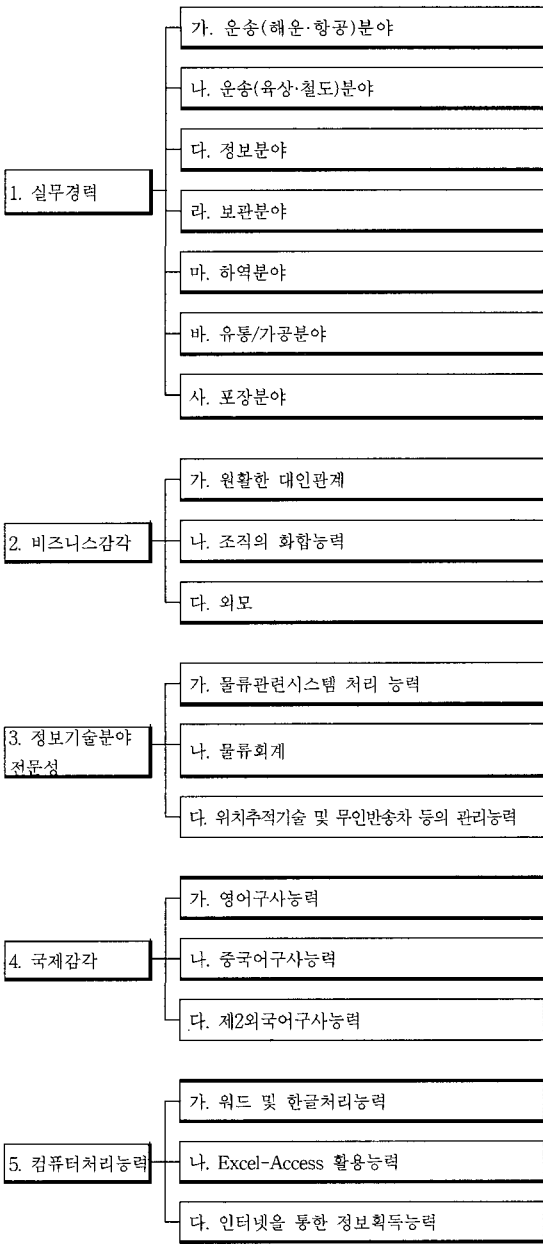 가. 운송(해운·항공)분야
나. 운송(육상·철도)분야
다. 정보분야
1. 실무경력
라. 보관분야
마. 하역분야
바. 유통/가공분야
사. 포장분야
가. 원활한 대인관계
2. 비즈니스감각
나. 조직의 화합능력
다. 외모
가. 물류관련시스템 처리 능력
3. 정보기술분야
전문성
나. 물류회계
다. 위치추적기술 및 무인반송차 등의 관리능력
가. 영어구사능력
4. 국제감각
나. 중국어구사능력
다. 제2외국어구사능력
가. 워드 및 한글처리능력
5. 컴퓨터처리능력
나. Excel-Access 활용능력
다. 인터넷을 통한 정보획득능력